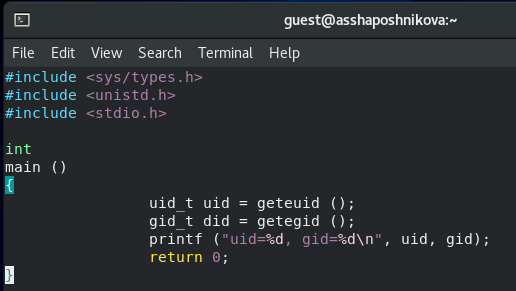 guest@asshaposhnikova:~
File Edit View Search Terminal Help
#include <sys/types.h>
#include <unistd.h>
#include <stdio.h>
int
main ()
{
uid_t uid = geteuid ();
gid_t did = getegid ();
printf ("uid=%d, gid=%d\n", uid, gid);
return 0;
}